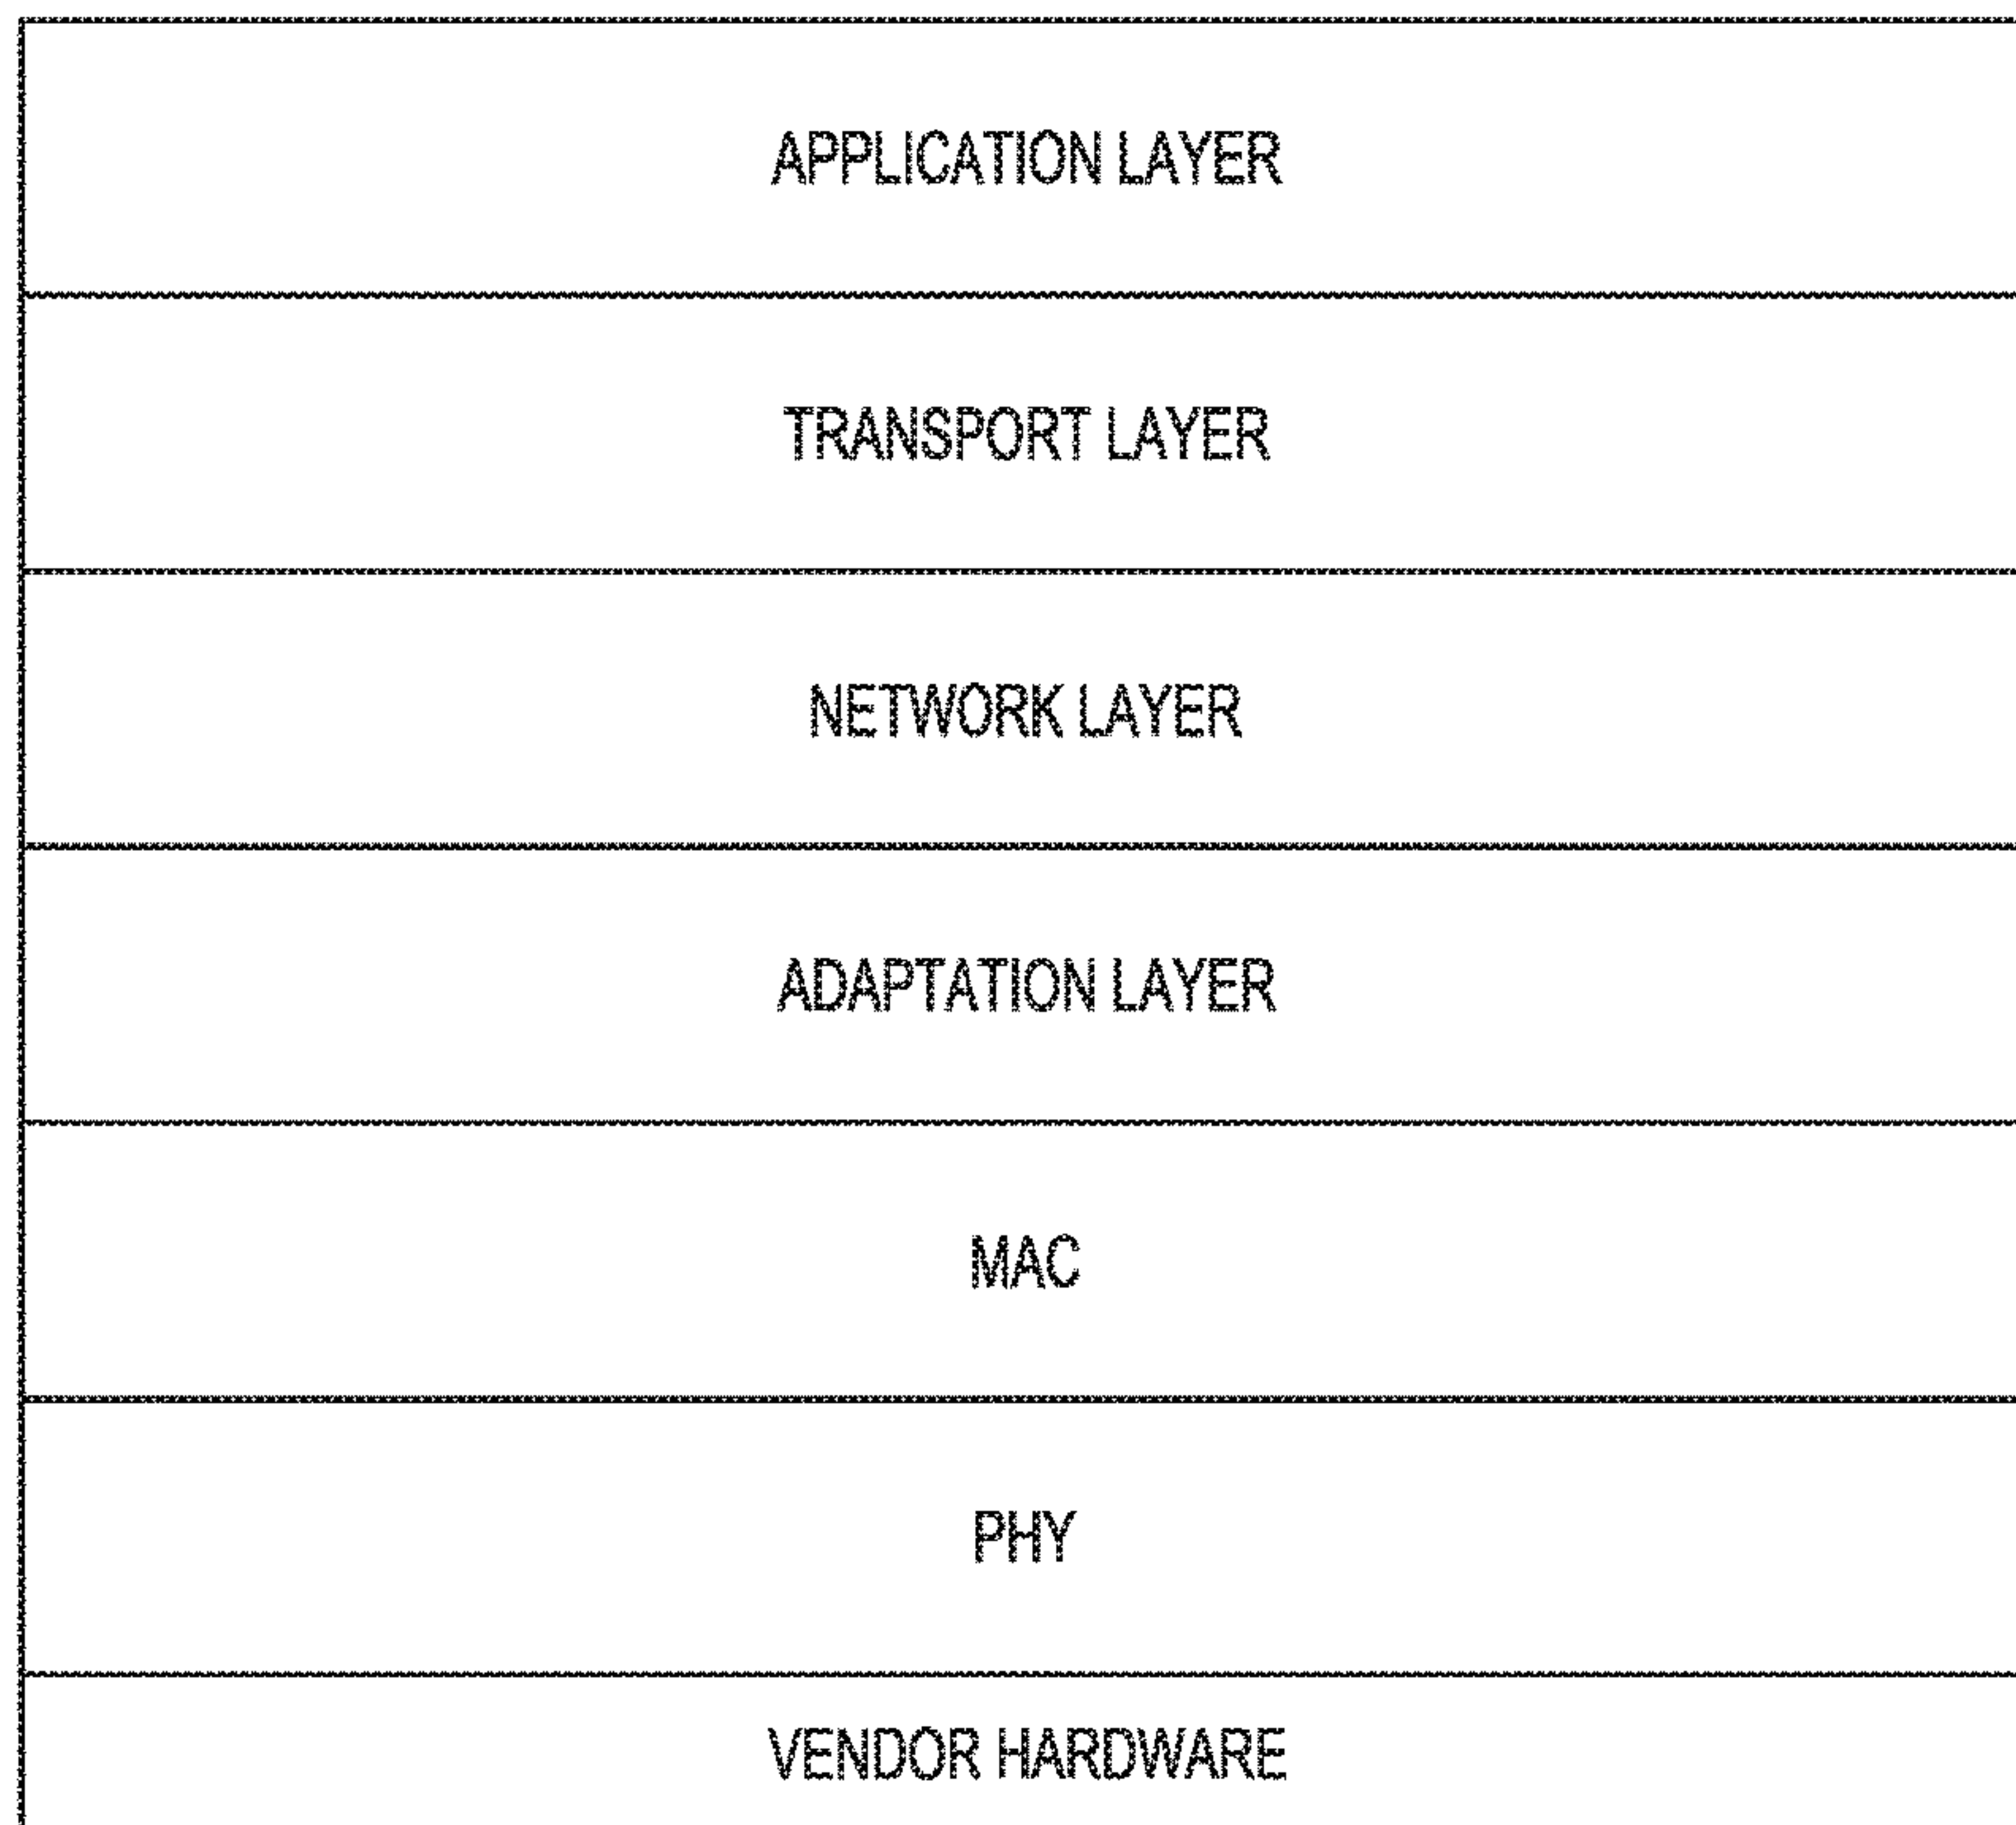 APPLICATION LAYER
TRANSPORT LAYER
NETWORK LAYER
ADAPTATION LAYER
MAC
PHY
VENDOR HARDWARE